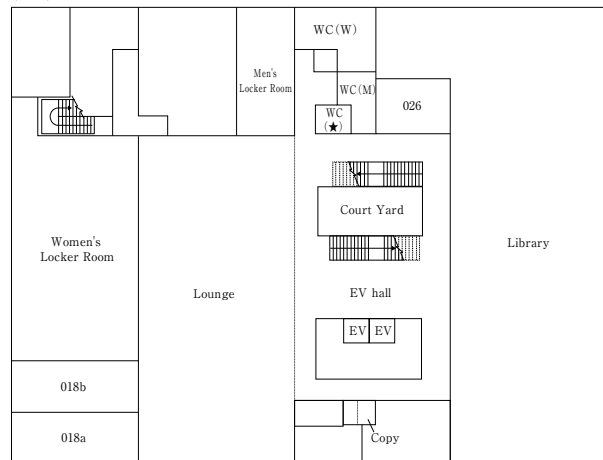 WC(W)
Men's
Locker Room
WC(M)
WC
(★)
026
Court Yard
Women's
Locker Room
Library
Lounge
EV hall
EV
EV
018b
018a
Copy